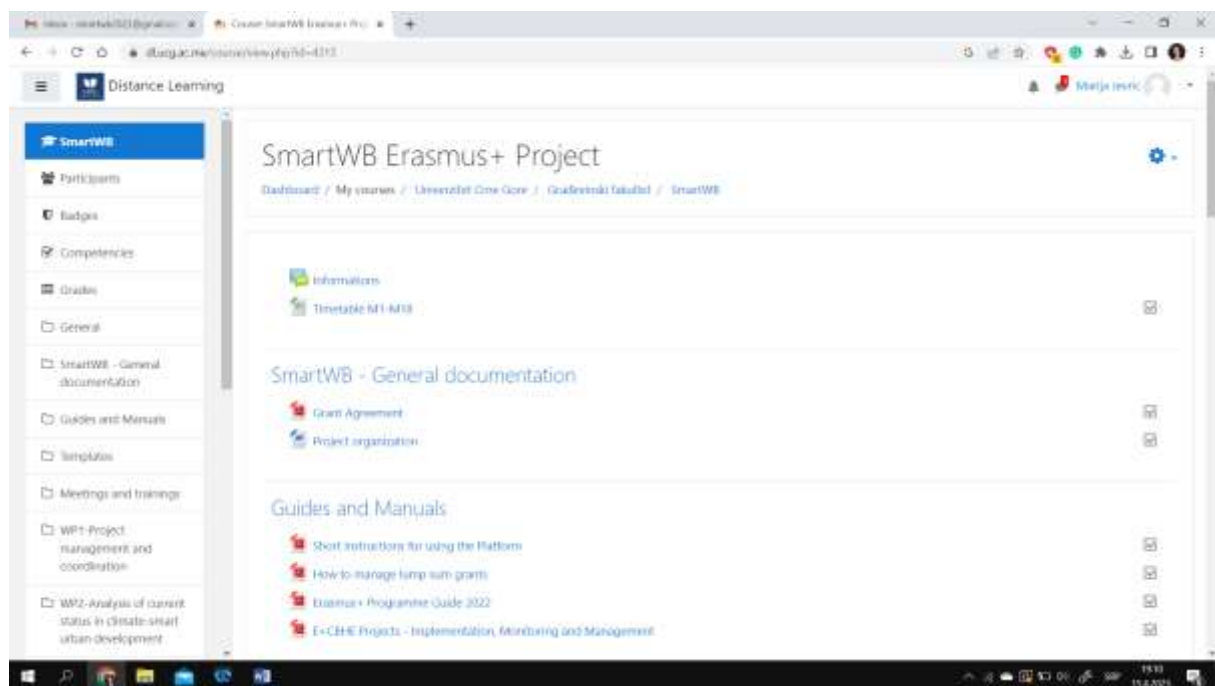 Distance Learning
SmartWB
Participants
Badges
Competencies
Grades
General
SmartWB - General
documentation
Guides and Manuals
Templates
Meetings and trainings
WP1-Project
management and
coordination
WP2-Analysis of current
status in climate-smart
urban development
SmartWB Erasmus+ Project
Dashboard / My courses / Univerzitet Crne Gore / Građevinski fakultet / SmartWB
Informations
Timetable M1-M18
SmartWB - General documentation
Grant Agreement
Project organization
Guides and Manuals
Short instructions for using the Platform
How to manage lump sum grants
Erasmus+ Programme Guide 2022
E+CBHE Projects - Implementation, Monitoring and Management